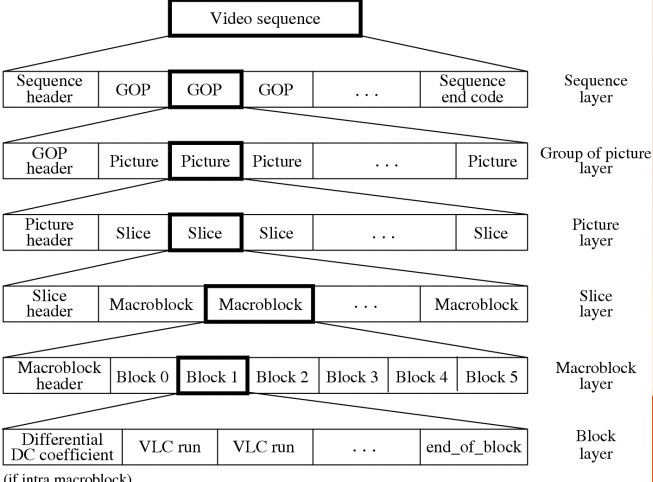 Video sequence
Sequence header GOP GOP GOP . . . Sequence end code Sequence layer
GOP header Picture Picture Picture . . . Picture Group of picture layer
Picture header Slice Slice Slice . . . Slice Picture layer
Slice header Macroblock Macroblock . . . Macroblock Slice layer
Macroblock header Block 0 Block 1 Block 2 Block 3 Block 4 Block 5 Macroblock layer
Differential DC coefficient VLC run VLC run . . . end_of_block Block layer
(if intra macroblock)